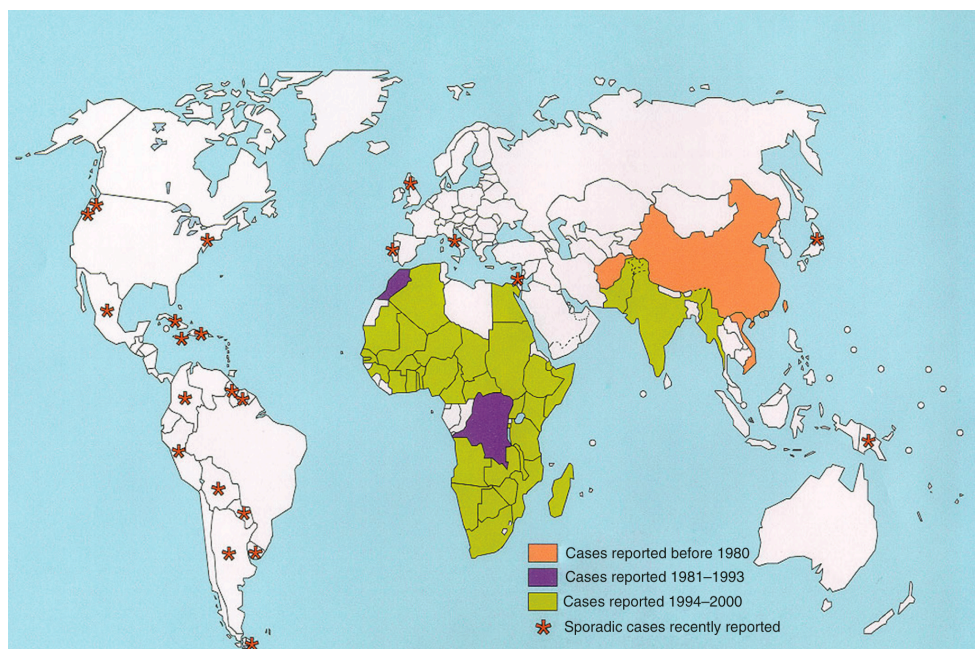 Cases reported before 1980
Cases reported 1981–1993
Cases reported 1994–2000
Sporadic cases recently reported